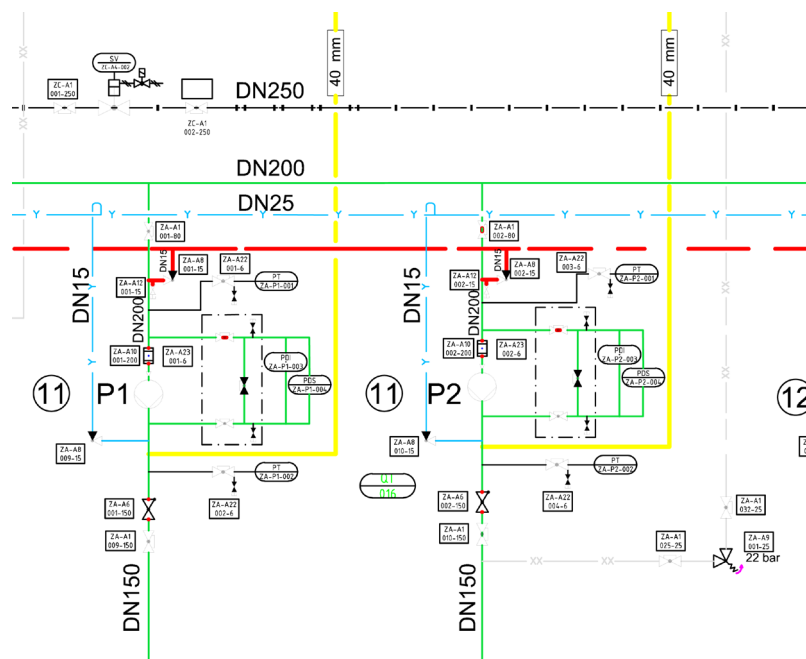 40 mm
40 mm
SV
ZC-A4-002
ZC-A1
001-250
DN250
ZC-A1
002-250
DN200
DN25
ZA-A1
001-80
ZA-A1
002-80
DN15
ZA-A8
001-15
ZA-A22
001-6
PT
ZA-P1-001
DN15
ZA-A8
002-15
ZA-A22
003-6
PT
ZA-P2-001
ZA-A12
001-15
ZA-A12
002-15
DN15
DN200
DN15
DN200
ZA-A10
001-200
ZA-A23
001-6
PDI
ZA-P1-003
PDS
ZA-P1-004
ZA-A10
002-200
ZA-A23
002-6
PDI
ZA-P2-003
PDS
ZA-P2-004
11
P1
11
P2
12
ZA-A8
009-15
ZA-A8
010-15
PT
ZA-P1-002
PT
ZA-P2-002
QT
016
ZA-A6
001-150
ZA-A22
002-6
ZA-A6
002-150
ZA-A22
004-6
ZA-A1
032-25
ZA-A1
009-150
ZA-A1
010-150
ZA-A1
025-25
ZA-A9
001-25
22 bar
DN150
DN150
XX
XX
XX
XX
XX
XX
XX
Y
Y
Y
Y
Y
Y
Y
Y
Y
Y
Y
Y